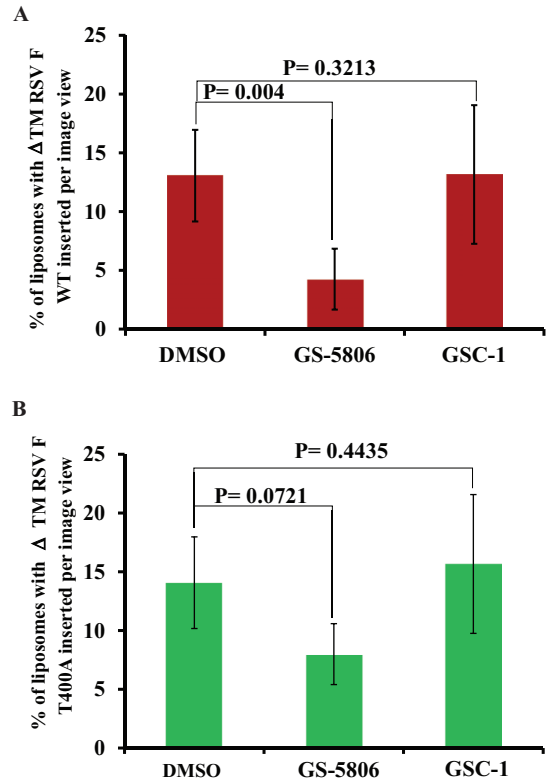 A
% of liposomes with ΔTM RSV F
WT inserted per image view
25
20
15
10
5
0
P= 0.3213
P= 0.004
DMSO
GS-5806
GSC-1
B
% of liposomes with Δ TM RSV F
T400A inserted per image view
25
20
15
10
5
0
P= 0.4435
P= 0.0721
DMSO
GS-5806
GSC-1